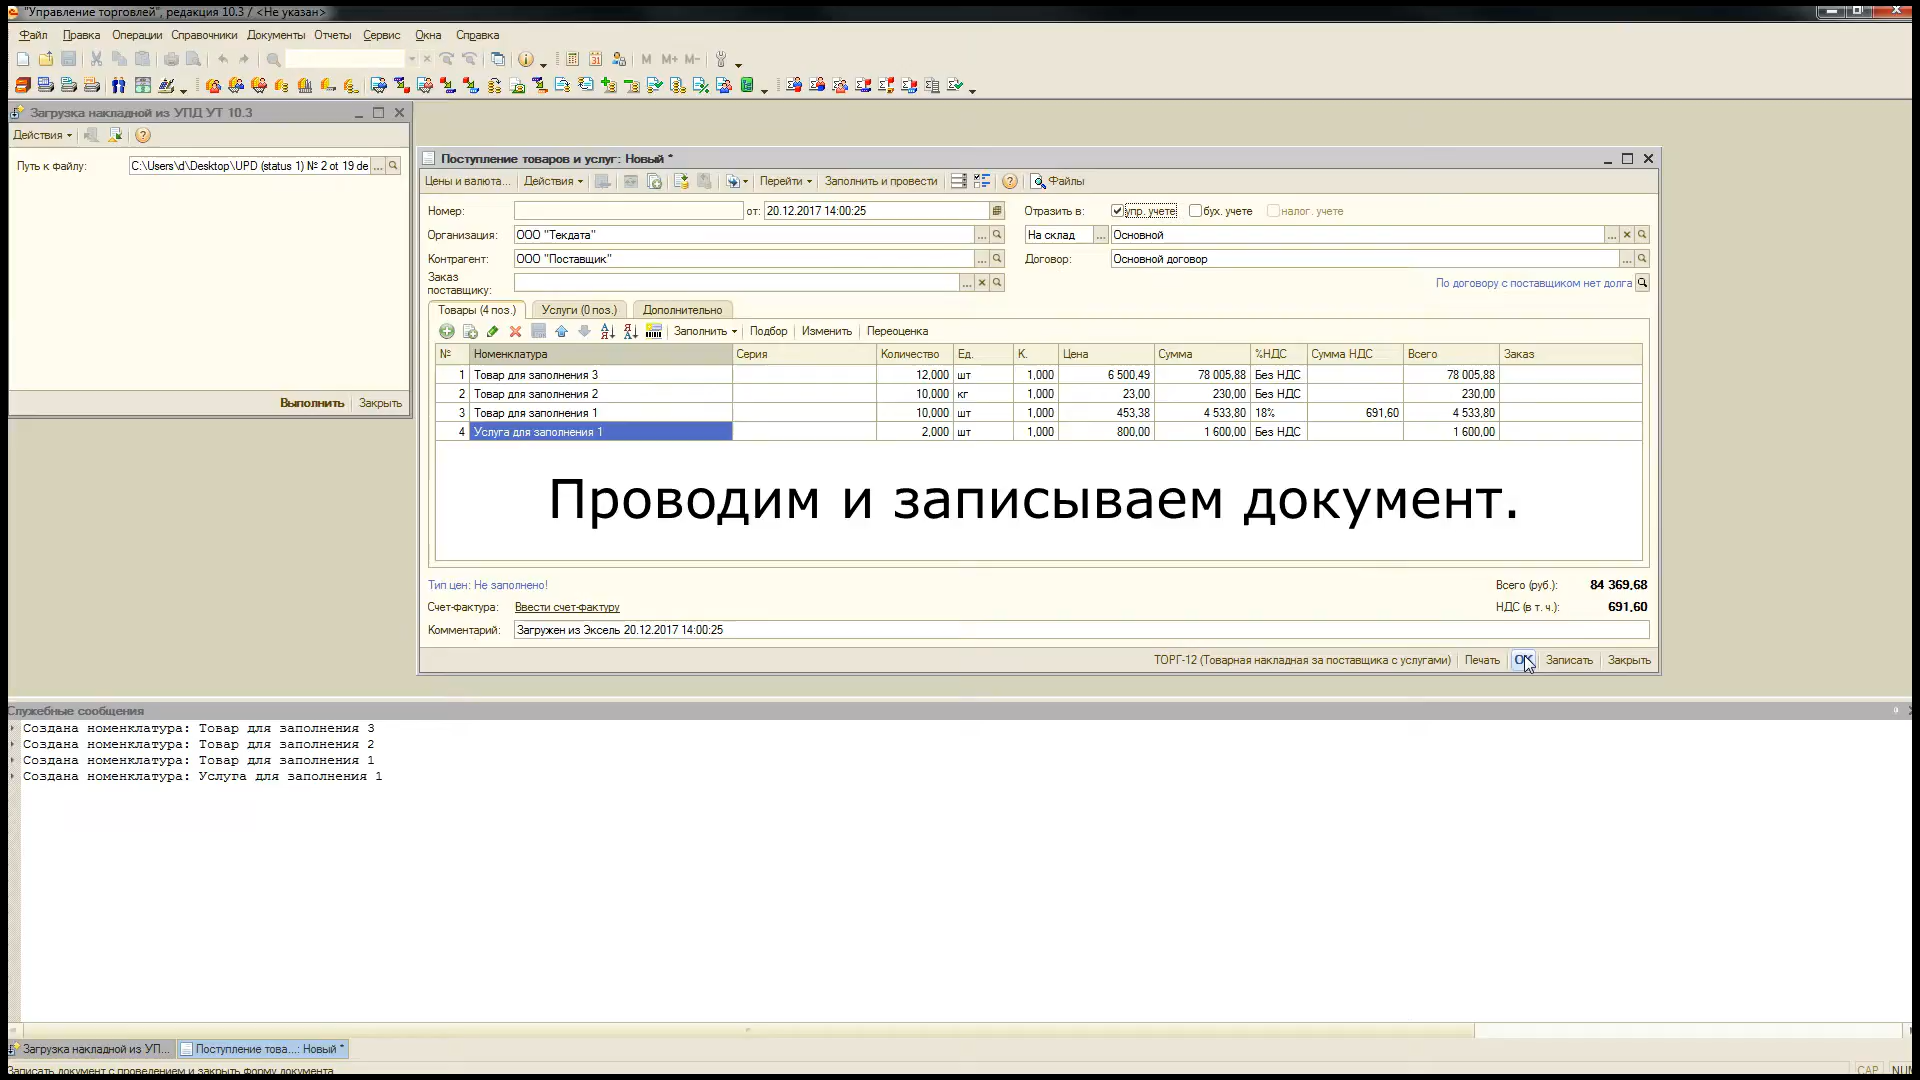 "Управление торговлей", редакция 10.3 / <Не указан>
Файл Правка Операции Справочники Документы Отчеты Сервис Окна Справка
M M+ M-
Загрузка накладной из УПД УТ 10.3
Действия
Путь к файлу: C:\Users\d\Desktop\UPD (status 1) № 2 ot 19 de ...
Выполнить Закрыть
Поступление товаров и услуг: Новый *
Цены и валюта... Действия Перейти Заполнить и провести Файлы
Номер: от: 20.12.2017 14:00:25 Отразить в: упр. учете бух. учете налог. учете
Организация: ООО "Текдата" ... На склад ... Основной ...
Контрагент: ООО "Поставщик" ... Договор: Основной договор ...
Заказ поставщику: ... По договору с поставщиком нет долга
Товары (4 поз.) Услуги (0 поз.) Дополнительно
Заполнить Подбор Изменить Переоценка
№ Номенклатура Серия Количество Ед. К. Цена Сумма %НДС Сумма НДС Всего Заказ
1 Товар для заполнения 3 12,000 шт 1,000 6 500,49 78 005,88 Без НДС 78 005,88
2 Товар для заполнения 2 10,000 кг 1,000 23,00 230,00 Без НДС 230,00
3 Товар для заполнения 1 10,000 шт 1,000 453,38 4 533,80 18% 691,60 4 533,80
4 Услуга для заполнения 1 2,000 шт 1,000 800,00 1 600,00 Без НДС 1 600,00
Проводим и записываем документ.
Тип цен: Не заполнено! Всего (руб.): 84 369,68
Счет-фактура: Ввести счет-фактуру НДС (в т. ч.): 691,60
Комментарий: Загружен из Эксель 20.12.2017 14:00:25
ТОРГ-12 (Товарная накладная за поставщика с услугами) Печать OK Записать Закрыть
Служебные сообщения
Создана номенклатура: Товар для заполнения 3
Создана номенклатура: Товар для заполнения 2
Создана номенклатура: Товар для заполнения 1
Создана номенклатура: Услуга для заполнения 1
Загрузка накладной из УП... Поступление това...: Новый *
Записать документ с проведением и закрыть форму документа CAP NUM